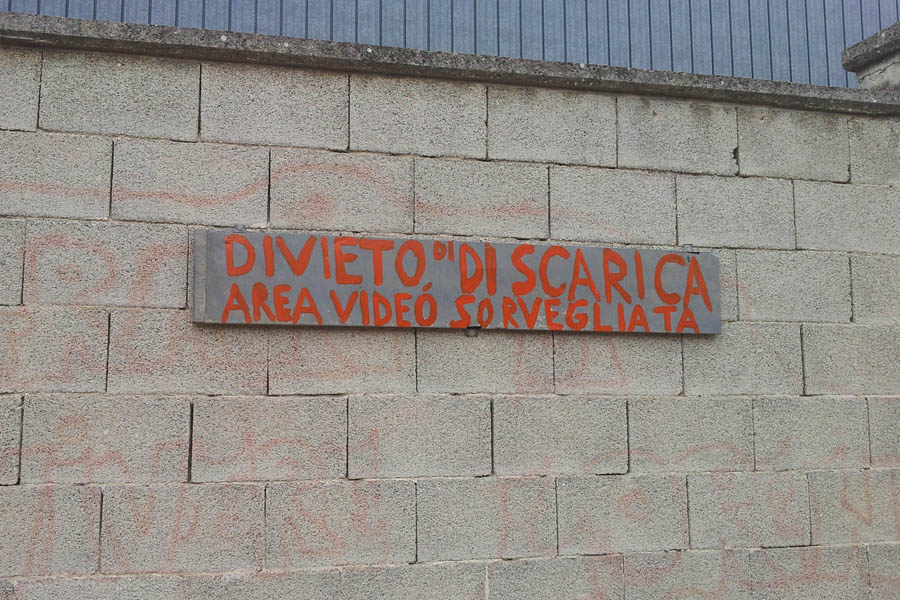 DIVIETO DI DI SCARICA
AREA VIDEÓ SORVEGLIATA